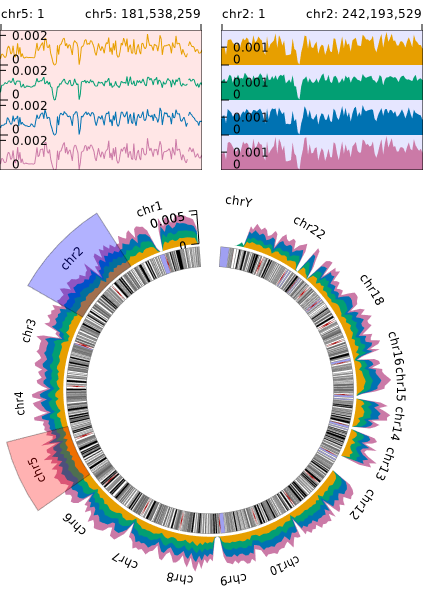 chr5: 1 chr5: 181,538,259 chr2: 1 chr2: 242,193,529
0.002
0
0.002
0
0.002
0
0.002
0
0.001
0
0.001
0
0.001
0
0.001
0
chr1
0.005
0
chrY
chr22
chr18
chr16
chr15
chr14
chr13
chr12
chr10
chr9
chr8
chr7
chr6
chr5
chr4
chr3
chr2